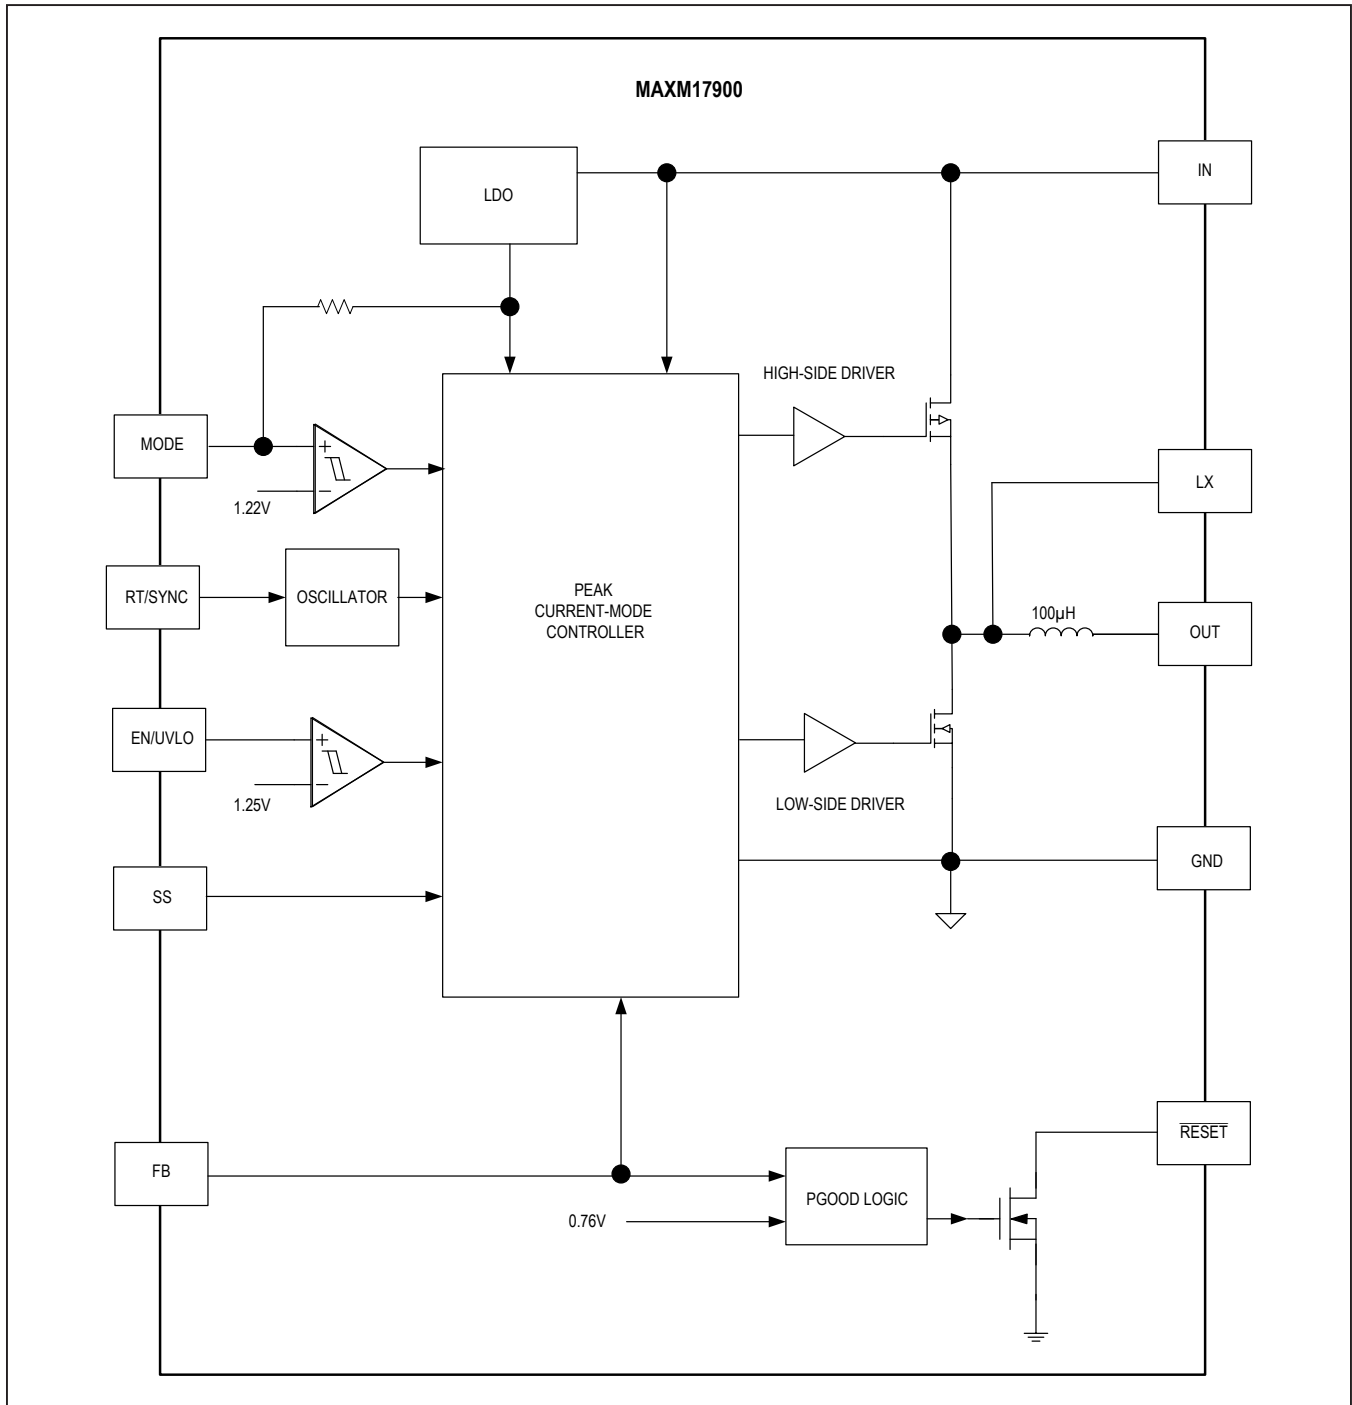 MAXM17900
LDO
IN
HIGH-SIDE DRIVER
MODE
+
−
1.22V
LX
RT/SYNC
OSCILLATOR
PEAK
CURRENT-MODE
CONTROLLER
100µH
OUT
EN/UVLO
+
−
1.25V
LOW-SIDE DRIVER
GND
SS
RESET
FB
PGOOD LOGIC
0.76V